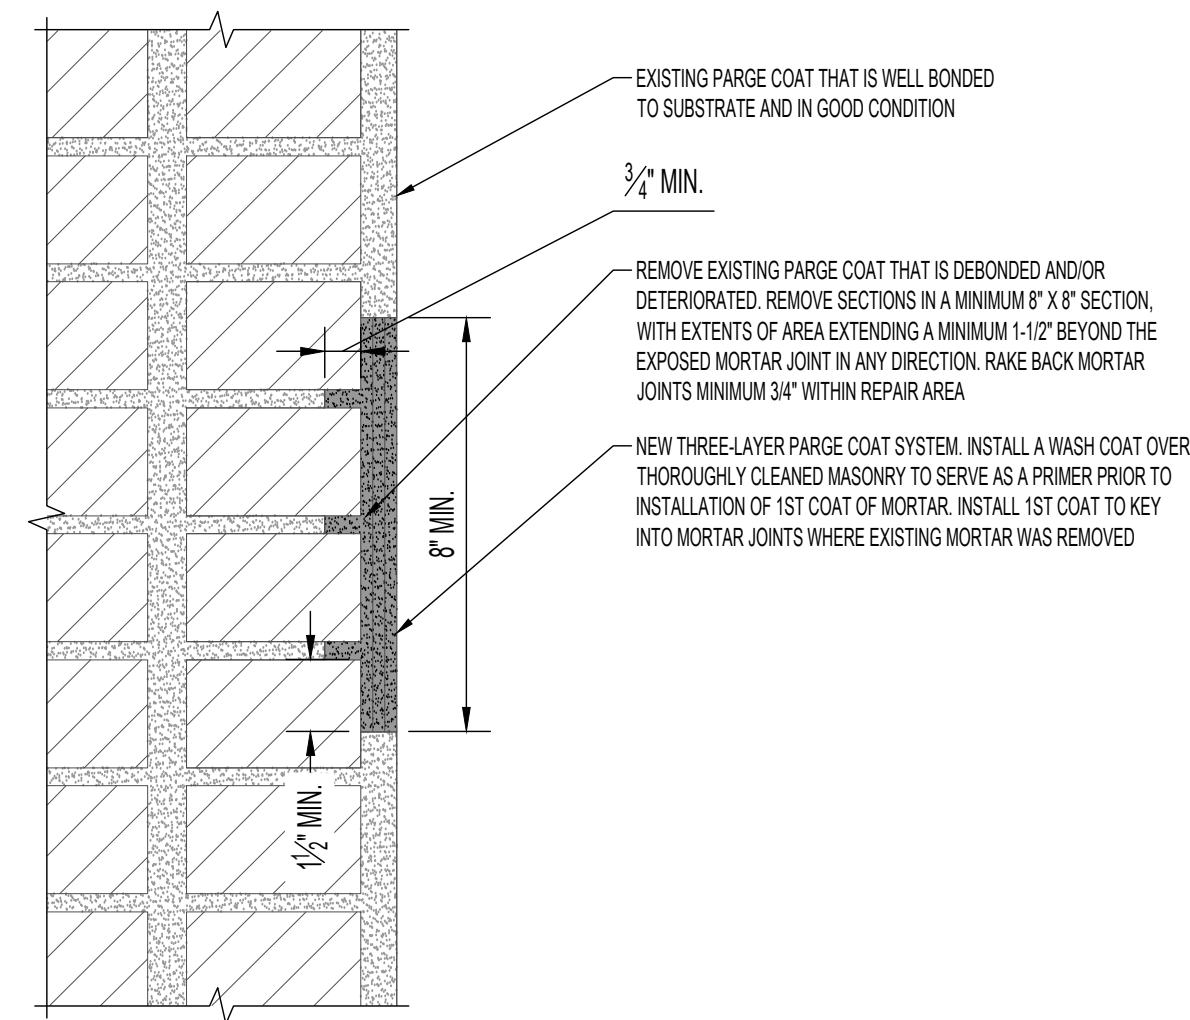 EXISTING PARGE COAT THAT IS WELL BONDED
TO SUBSTRATE AND IN GOOD CONDITION
3/4" MIN.
REMOVE EXISTING PARGE COAT THAT IS DEBONDED AND/OR
DETERIORATED. REMOVE SECTIONS IN A MINIMUM 8" X 8" SECTION,
WITH EXTENTS OF AREA EXTENDING A MINIMUM 1-1/2" BEYOND THE
EXPOSED MORTAR JOINT IN ANY DIRECTION. RAKE BACK MORTAR
JOINTS MINIMUM 3/4" WITHIN REPAIR AREA
NEW THREE-LAYER PARGE COAT SYSTEM. INSTALL A WASH COAT OVER
THOROUGHLY CLEANED MASONRY TO SERVE AS A PRIMER PRIOR TO
INSTALLATION OF 1ST COAT OF MORTAR. INSTALL 1ST COAT TO KEY
INTO MORTAR JOINTS WHERE EXISTING MORTAR WAS REMOVED
8" MIN.
1 1/2" MIN.